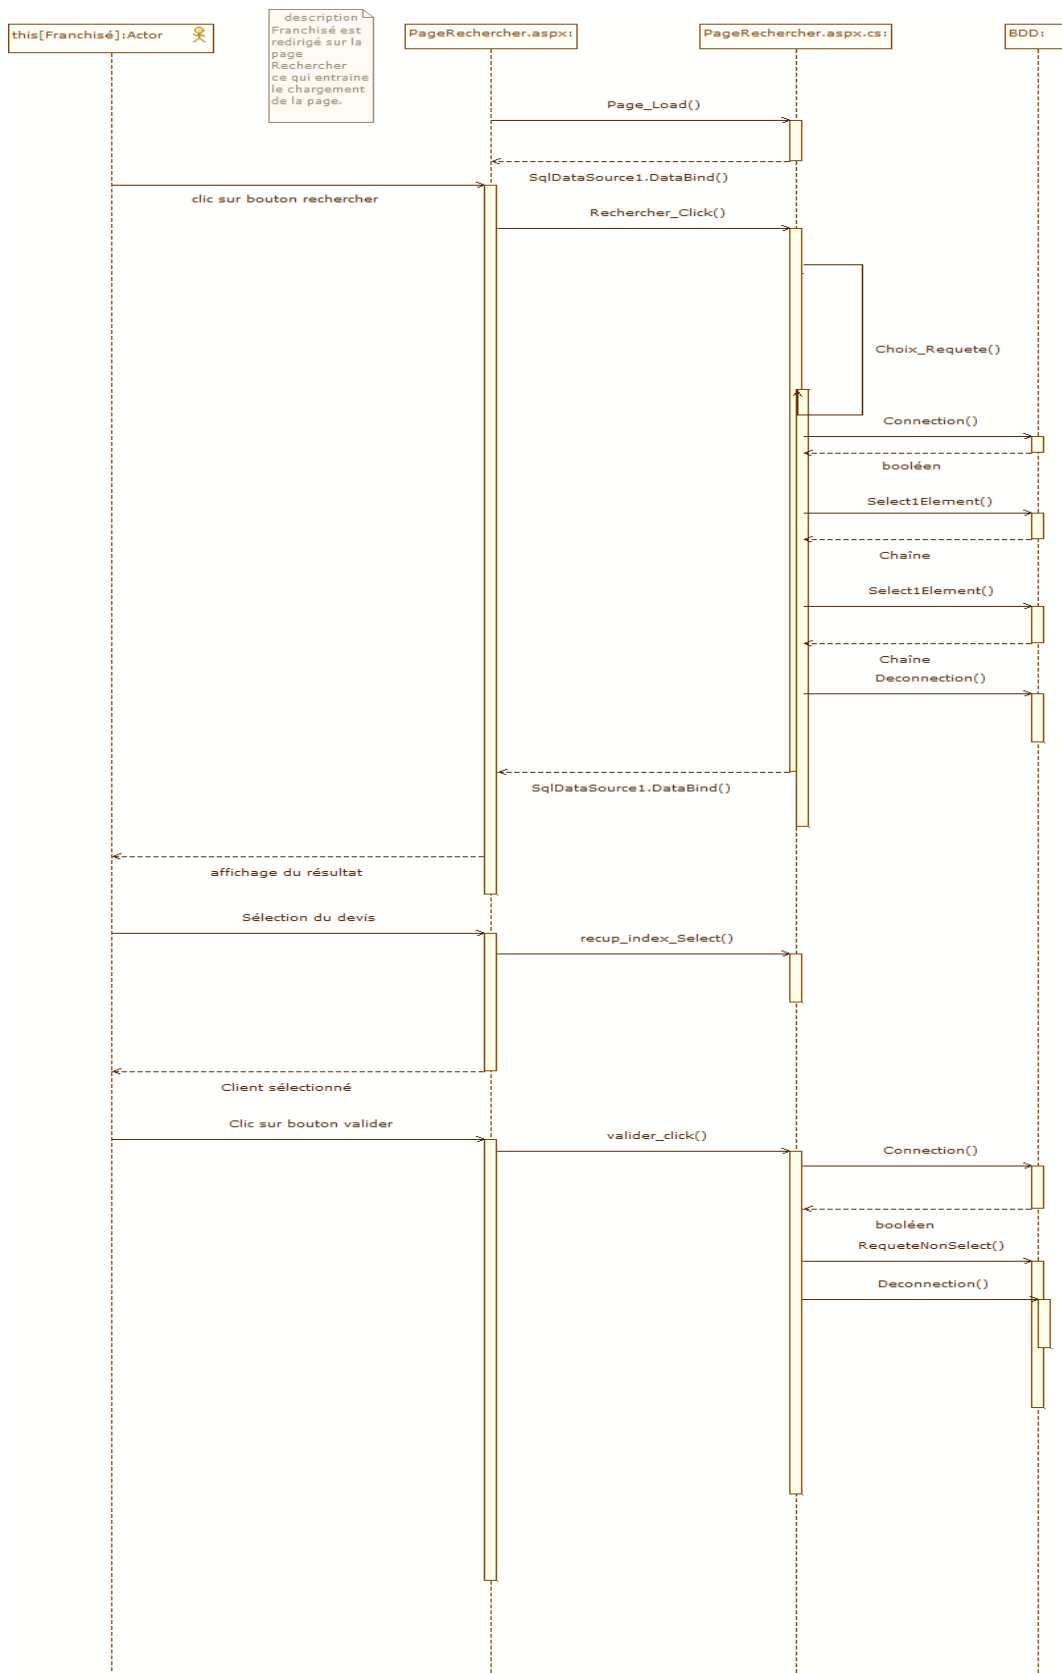 this[Franchisé]:Actor
description
Franchisé est
redirigé sur la
page
Rechercher
ce qui entraine
le chargement
de la page.
PageRechercher.aspx:
PageRechercher.aspx.cs:
BDD:
Page_Load()
SqlDataSource1.DataBind()
clic sur bouton rechercher
Rechercher_Click()
Choix_Requete()
Connection()
booléen
Select1Element()
Chaîne
Select1Element()
Chaîne
Deconnection()
SqlDataSource1.DataBind()
affichage du résultat
Sélection du devis
recup_index_Select()
Client sélectionné
Clic sur bouton valider
valider_click()
Connection()
booléen
RequeteNonSelect()
Deconnection()